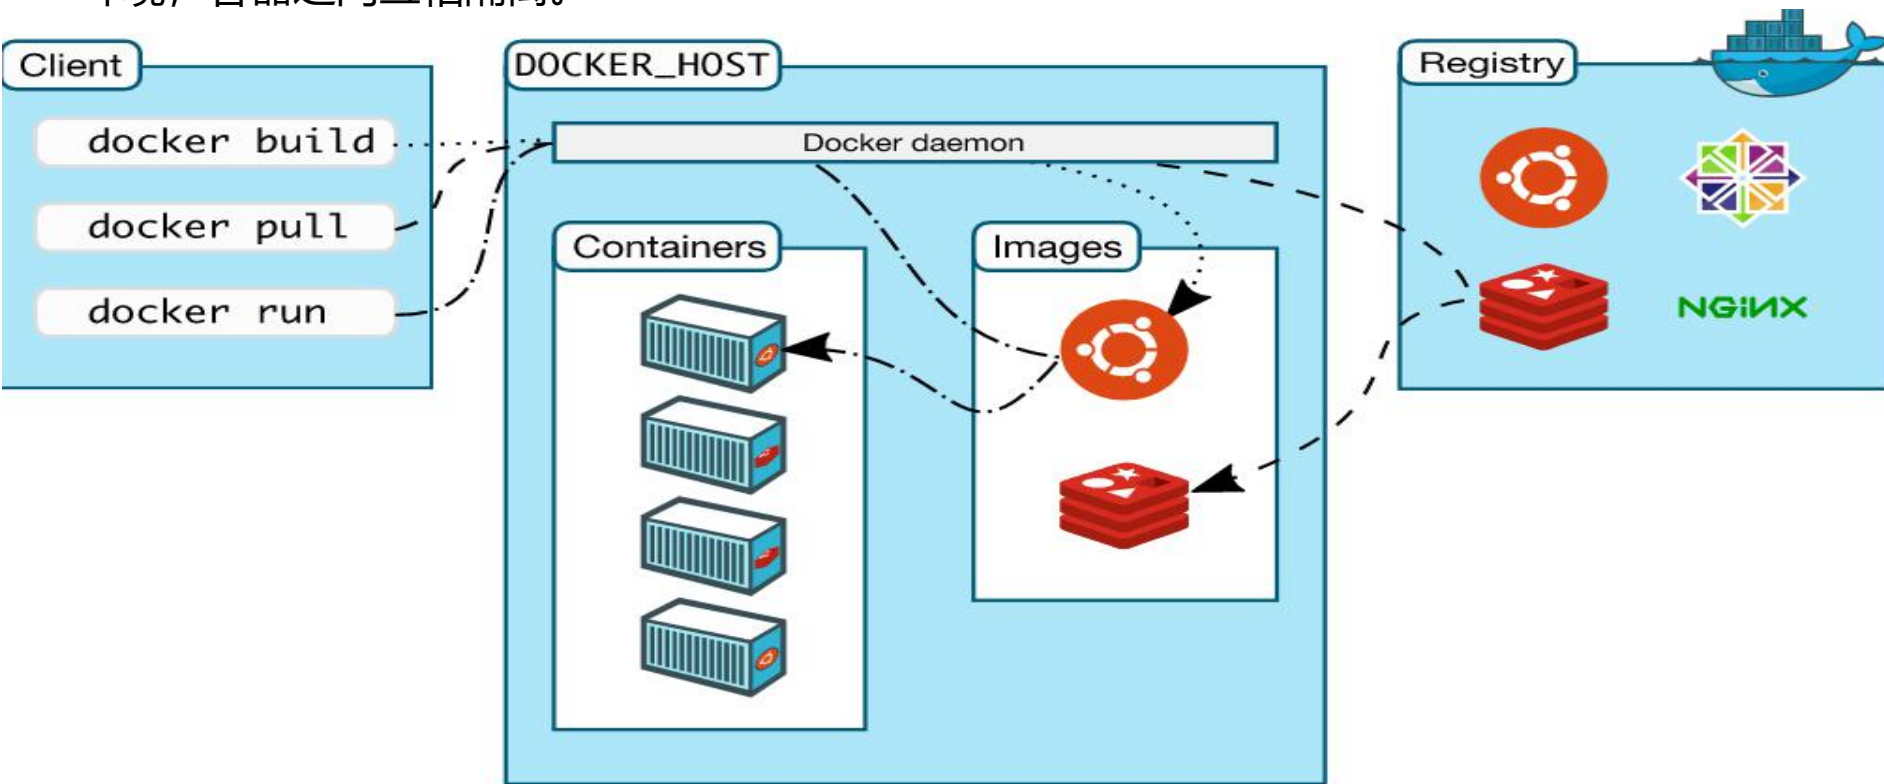 Client
docker build
docker pull
docker run
DOCKER_HOST
Docker daemon
Containers
Images
Registry
NGiNX